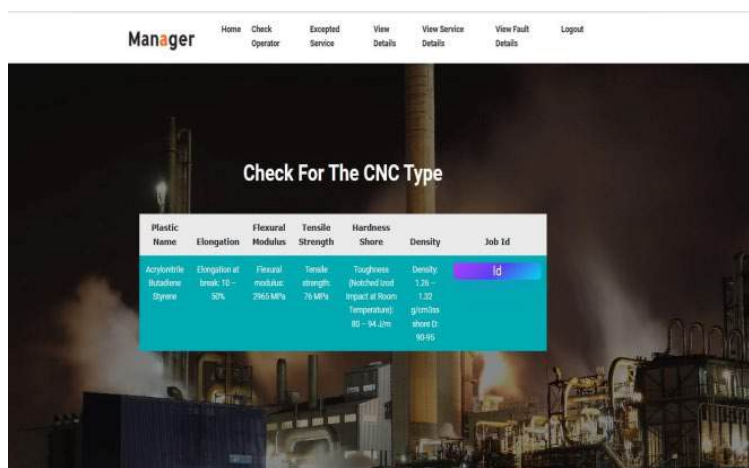 Manager
Home
Check
Operator
Excepted
Service
View
Details
View Service
Details
View Fault
Details
Logout
Check For The CNC Type
Plastic
Name
Elongation
Flexural
Modulus
Tensile
Strength
Hardness
Shore
Density
Job Id
Acrylonitrile
Butadiene
Styrene
Elongation at
break: 10 –
50%
Flexural
modulus:
2965 MPa
Tensile
strength:
76 MPa
Toughness
(Notched Izod
Impact at Room
Temperature):
80 – 94 J/m
Density:
1.26 –
1.32
g/cm3ss
shore D:
90-95
Id